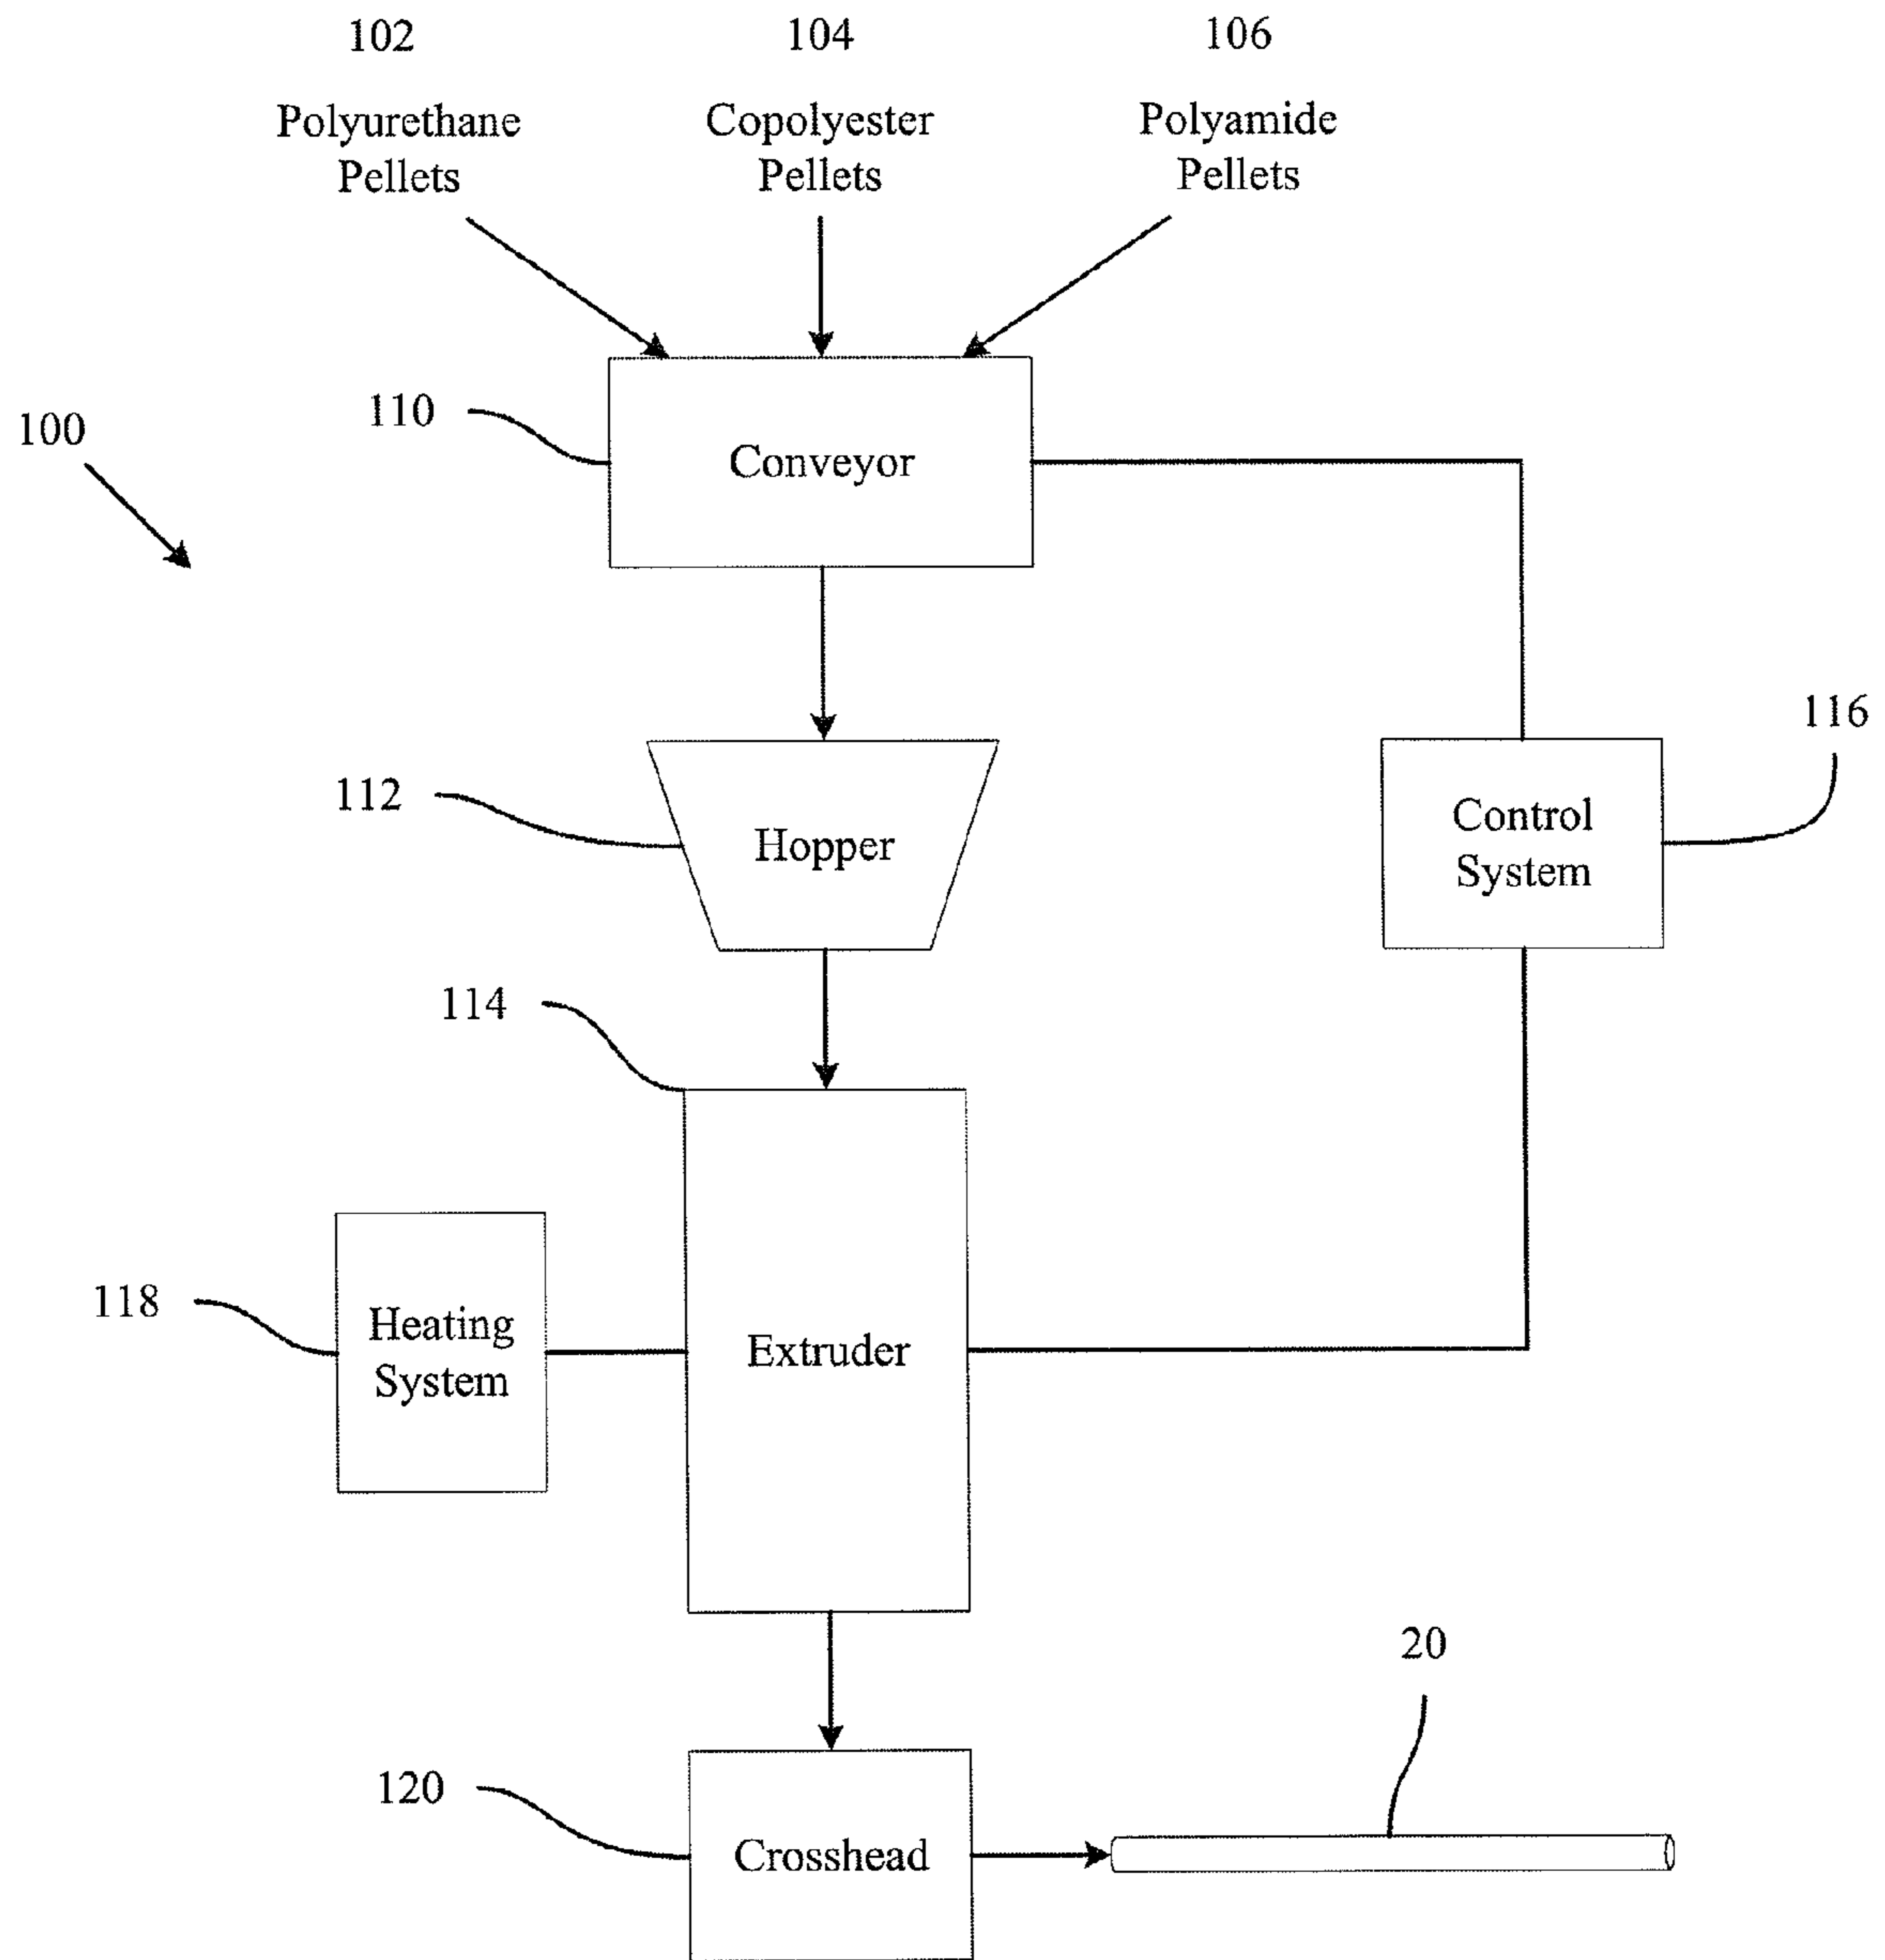 102
104
106
Polyurethane
Pellets
Copolyester
Pellets
Polyamide
Pellets
110
100
Conveyor
116
112
Hopper
Control
System
114
118
Heating
System
Extruder
20
120
Crosshead